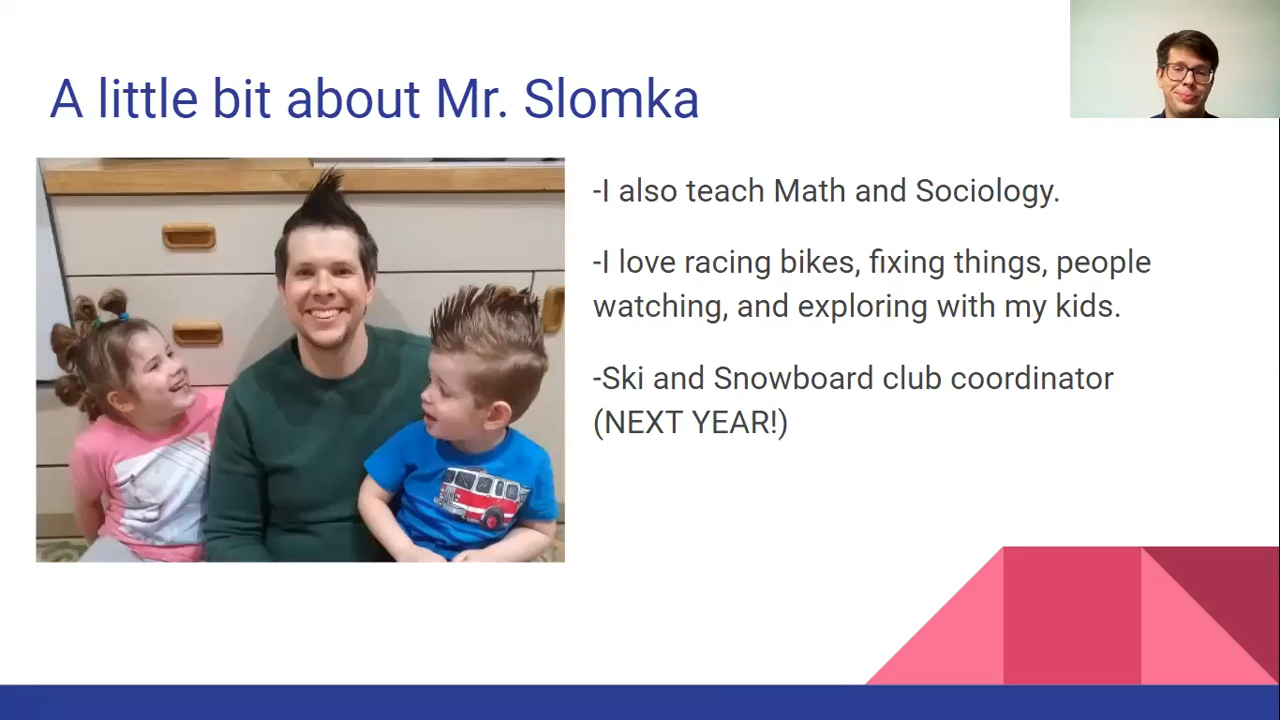 A little bit about Mr. Slomka
-I also teach Math and Sociology.
-I love racing bikes, fixing things, people
watching, and exploring with my kids.
-Ski and Snowboard club coordinator
(NEXT YEAR!)